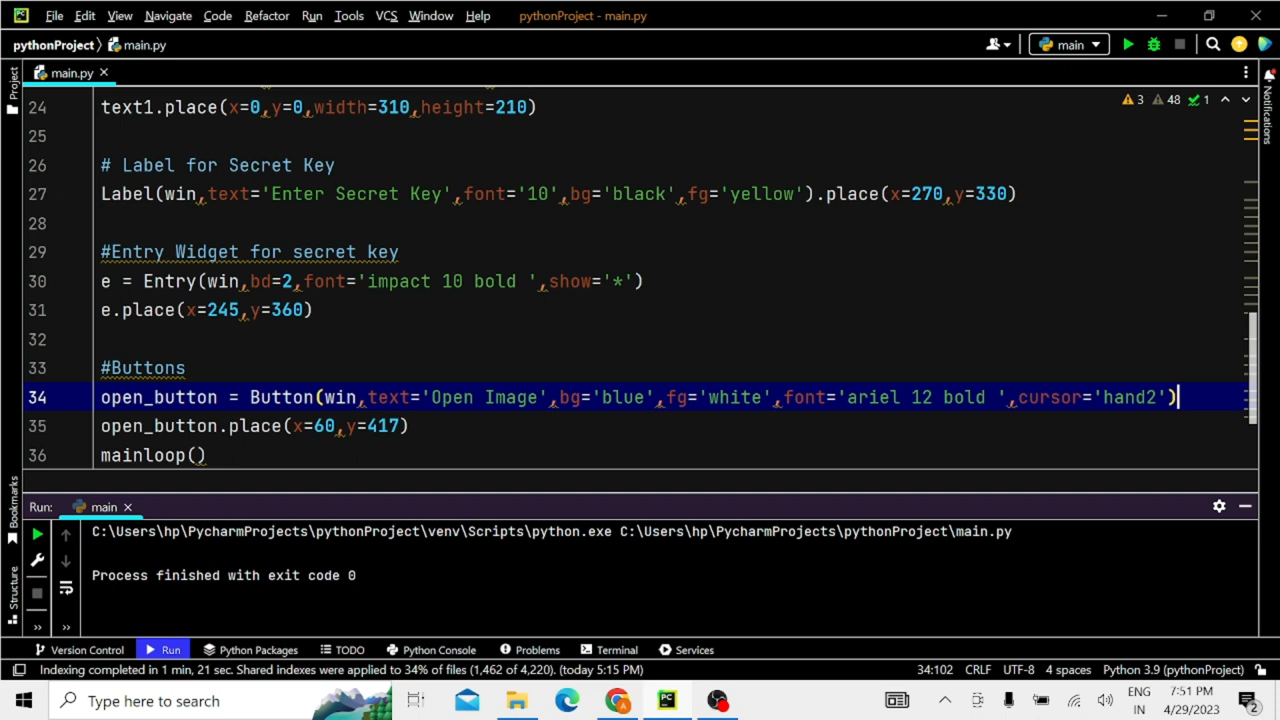 PC File Edit View Navigate Code Refactor Run Tools VCS Window Help pythonProject - main.py
pythonProject main.py main
Project main.py Notifications
24 text1.place(x=0,y=0,width=310,height=210) 3 48 1
25
26 # Label for Secret Key
27 Label(win,text='Enter Secret Key',font='10',bg='black',fg='yellow').place(x=270,y=330)
28
29 #Entry Widget for secret key
30 e = Entry(win,bd=2,font='impact 10 bold ',show='*')
31 e.place(x=245,y=360)
32
33 #Buttons
34 open_button = Button(win,text='Open Image',bg='blue',fg='white',font='ariel 12 bold ',cursor='hand2')
35 open_button.place(x=60,y=417)
36 mainloop()
Bookmarks
Structure
Run: main
C:\Users\hp\PycharmProjects\pythonProject\venv\Scripts\python.exe C:\Users\hp\PycharmProjects\pythonProject\main.py
Process finished with exit code 0
Version Control Run Python Packages TODO Python Console Problems Terminal Services
Indexing completed in 1 min, 21 sec. Shared indexes were applied to 34% of files (1,462 of 4,220). (today 5:15 PM) 34:102 CRLF UTF-8 4 spaces Python 3.9 (pythonProject)
Type here to search A PC ENG 7:51 PM
IN 4/29/2023 2